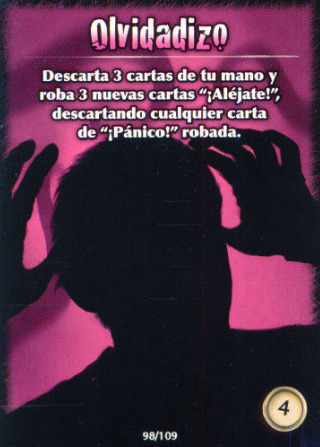 Olvidadizo
Descarta 3 cartas de tu mano y
roba 3 nuevas cartas “¡Aléjate!”,
descartando cualquier carta
de “¡Pánico!” robada.
4
98/109